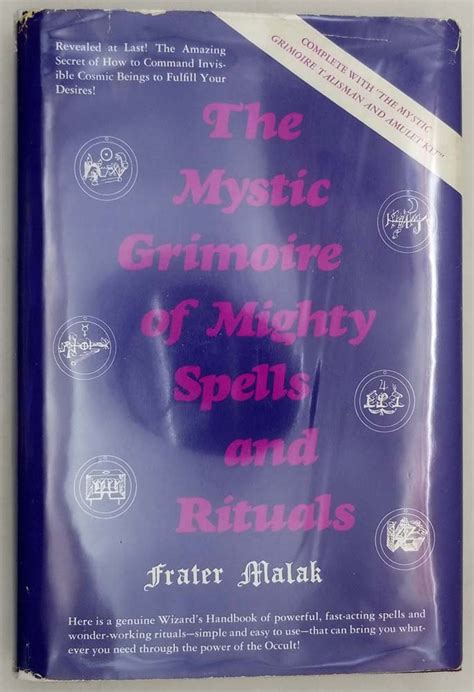 Revealed at Last! The Amazing
Secret of How to Command Invis-
ible Cosmic Beings to Fulfill Your
Desires!
COMPLETE WITH "THE MYSTIC
GRIMOIRE TALISMAN AND AMULET KIT"
The
Mystic
Grimoire
of Mighty
Spells
and
Rituals
Frater Malak
Here is a genuine Wizard's Handbook of powerful, fast-acting spells and
wonder-working rituals—simple and easy to use—that can bring you what-
ever you need through the power of the Occult!